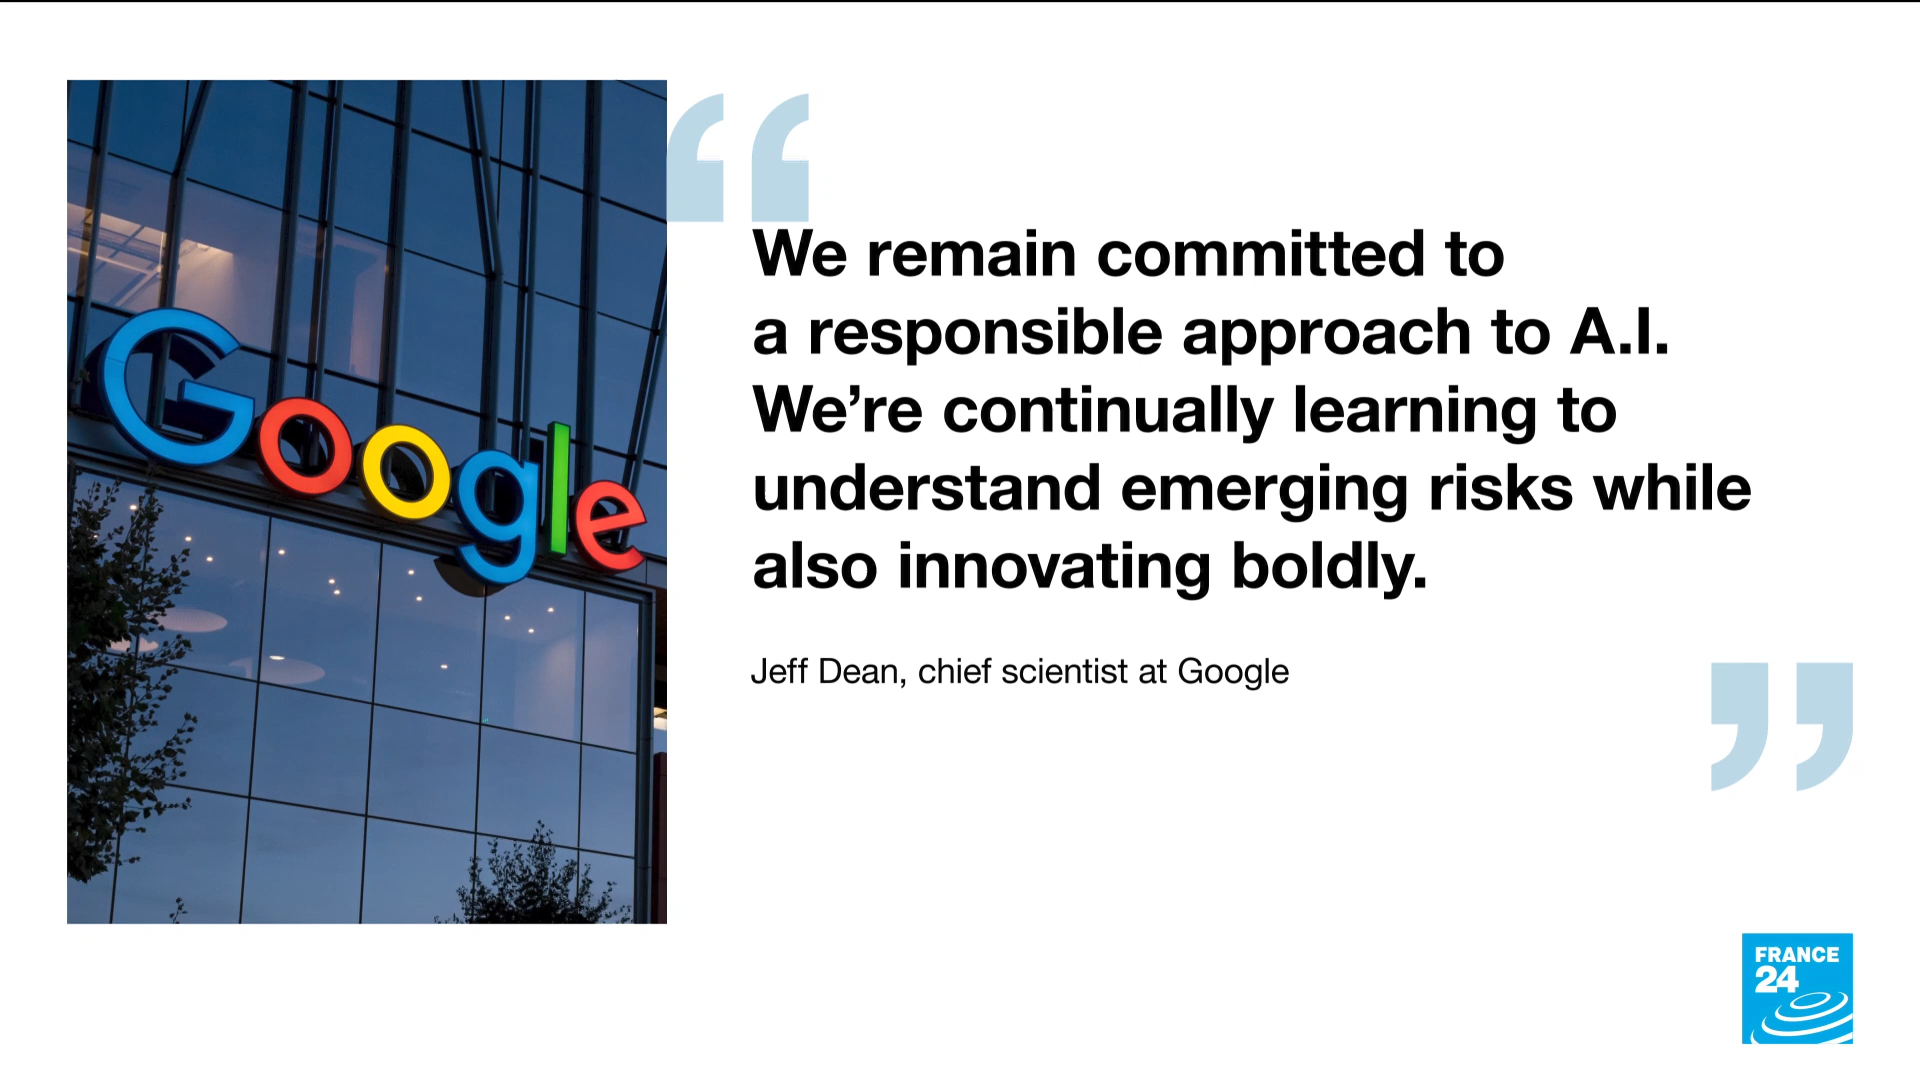 Google
We remain committed to
a responsible approach to A.I.
We’re continually learning to
understand emerging risks while
also innovating boldly.
Jeff Dean, chief scientist at Google
FRANCE
24